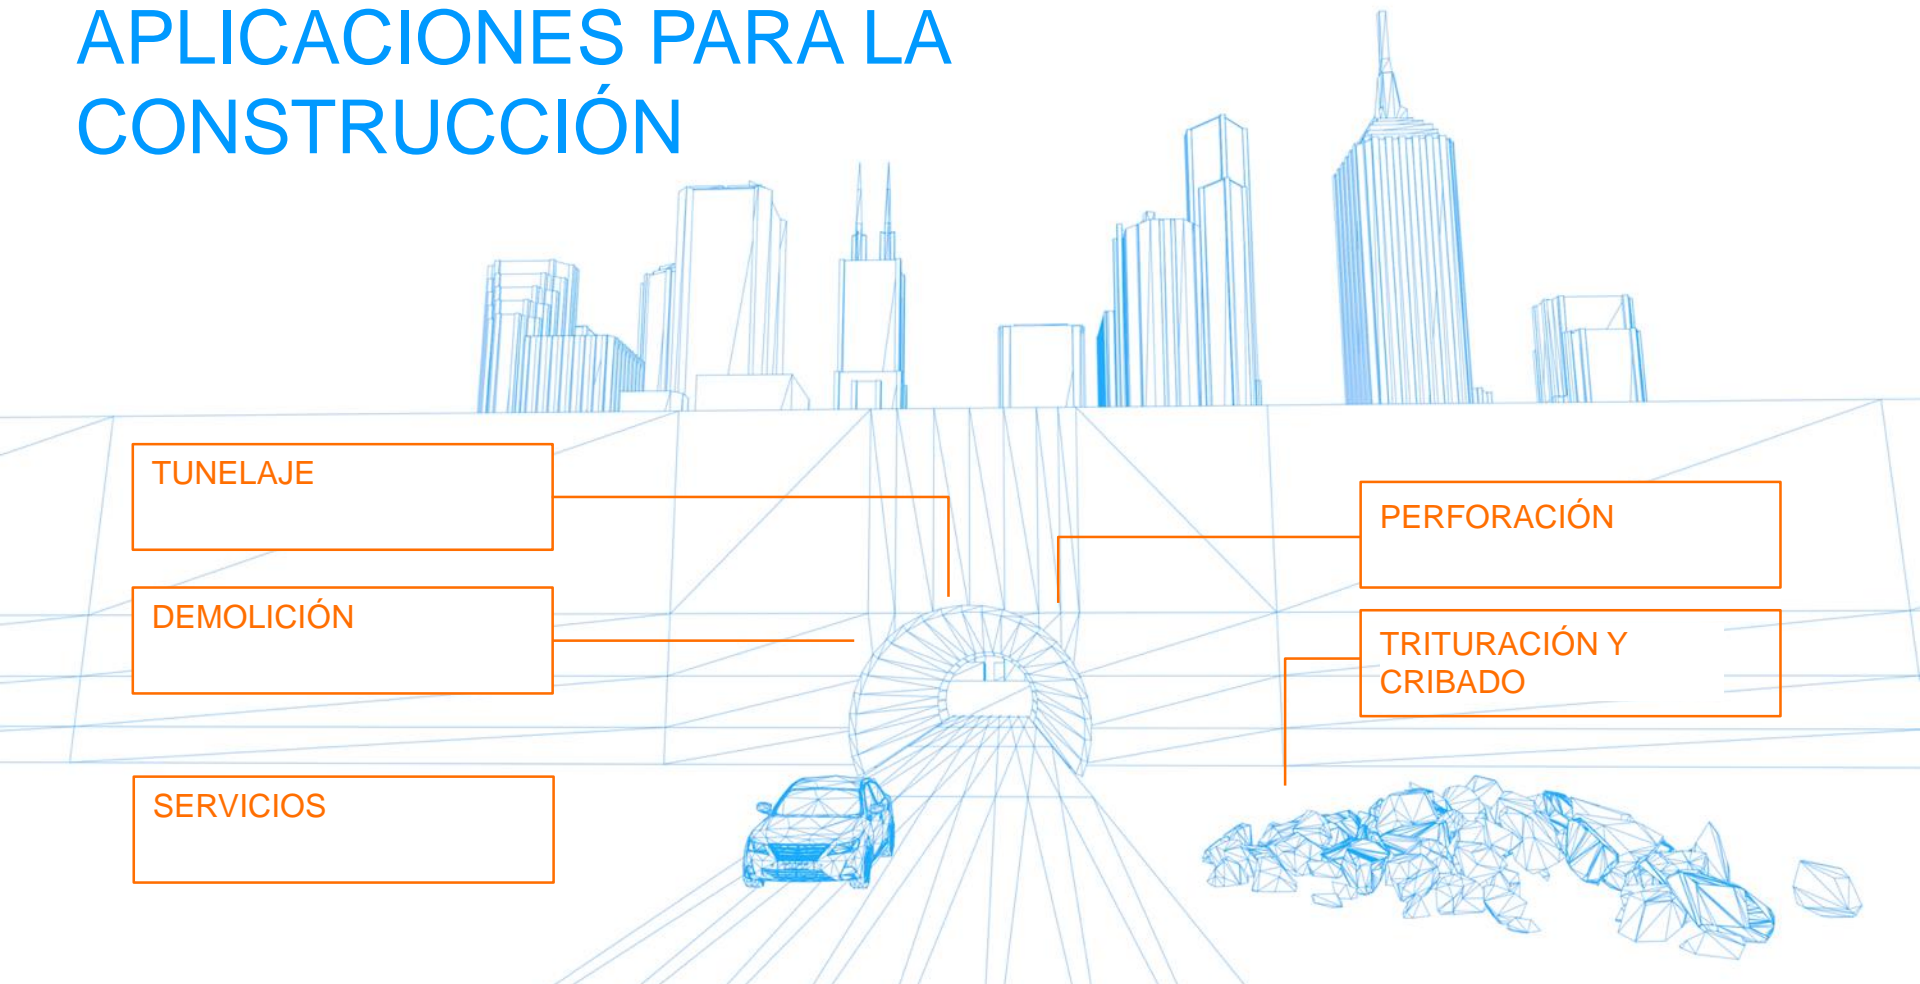 APLICACIONES PARA LA
CONSTRUCCIÓN
TUNELAJE
DEMOLICIÓN
SERVICIOS
PERFORACIÓN
TRITURACIÓN Y
CRIBADO